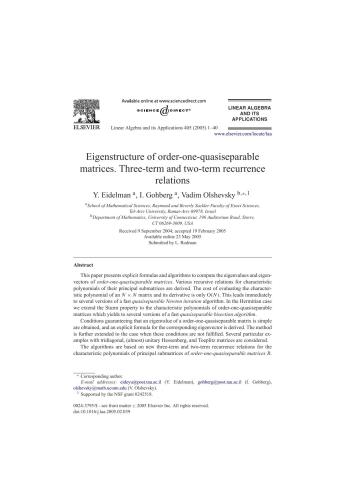 Available online at www.sciencedirect.com
SCIENCE DIRECT®
LINEAR ALGEBRA
AND ITS
APPLICATIONS
ELSEVIER
Linear Algebra and its Applications 405 (2005) 1–40
www.elsevier.com/locate/laa
Eigenstructure of order-one-quasiseparable
matrices. Three-term and two-term recurrence
relations
Y. Eidelman a, I. Gohberg a, Vadim Olshevsky b,∗,1
a School of Mathematical Sciences, Raymond and Beverly Sackler Faculty of Exact Sciences,
Tel-Aviv University, Ramat-Aviv 69978, Israel
b Department of Mathematics, University of Connecticut, 196 Auditorium Road, Storrs,
CT 06269-3009, USA
Received 9 September 2004; accepted 19 February 2005
Available online 23 May 2005
Submitted by L. Rodman
Abstract
This paper presents explicit formulas and algorithms to compute the eigenvalues and eigen-
vectors of order-one-quasiseparable matrices. Various recursive relations for characteristic
polynomials of their principal submatrices are derived. The cost of evaluating the character-
istic polynomial of an N × N matrix and its derivative is only O(N). This leads immediately
to several versions of a fast quasiseparable Newton iteration algorithm. In the Hermitian case
we extend the Sturm property to the characteristic polynomials of order-one-quasiseparable
matrices which yields to several versions of a fast quasiseparable bisection algorithm.
Conditions guaranteeing that an eigenvalue of a order-one-quasiseparable matrix is simple
are obtained, and an explicit formula for the corresponding eigenvector is derived. The method
is further extended to the case when these conditions are not fulfilled. Several particular ex-
amples with tridiagonal, (almost) unitary Hessenberg, and Toeplitz matrices are considered.
The algorithms are based on new three-term and two-term recurrence relations for the
characteristic polynomials of principal submatrices of order-one-quasiseparable matrices R.
∗ Corresponding author.
E-mail address: eideyu@post.tau.ac.il (Y. Eidelman), gohberg@post.tau.ac.il (I. Gohberg),
olshevsky@math.uconn.edu (V. Olshevsky).
1 Supported by the NSF grant 0242518.
0024-3795/$ - see front matter © 2005 Elsevier Inc. All rights reserved.
doi:10.1016/j.laa.2005.02.039